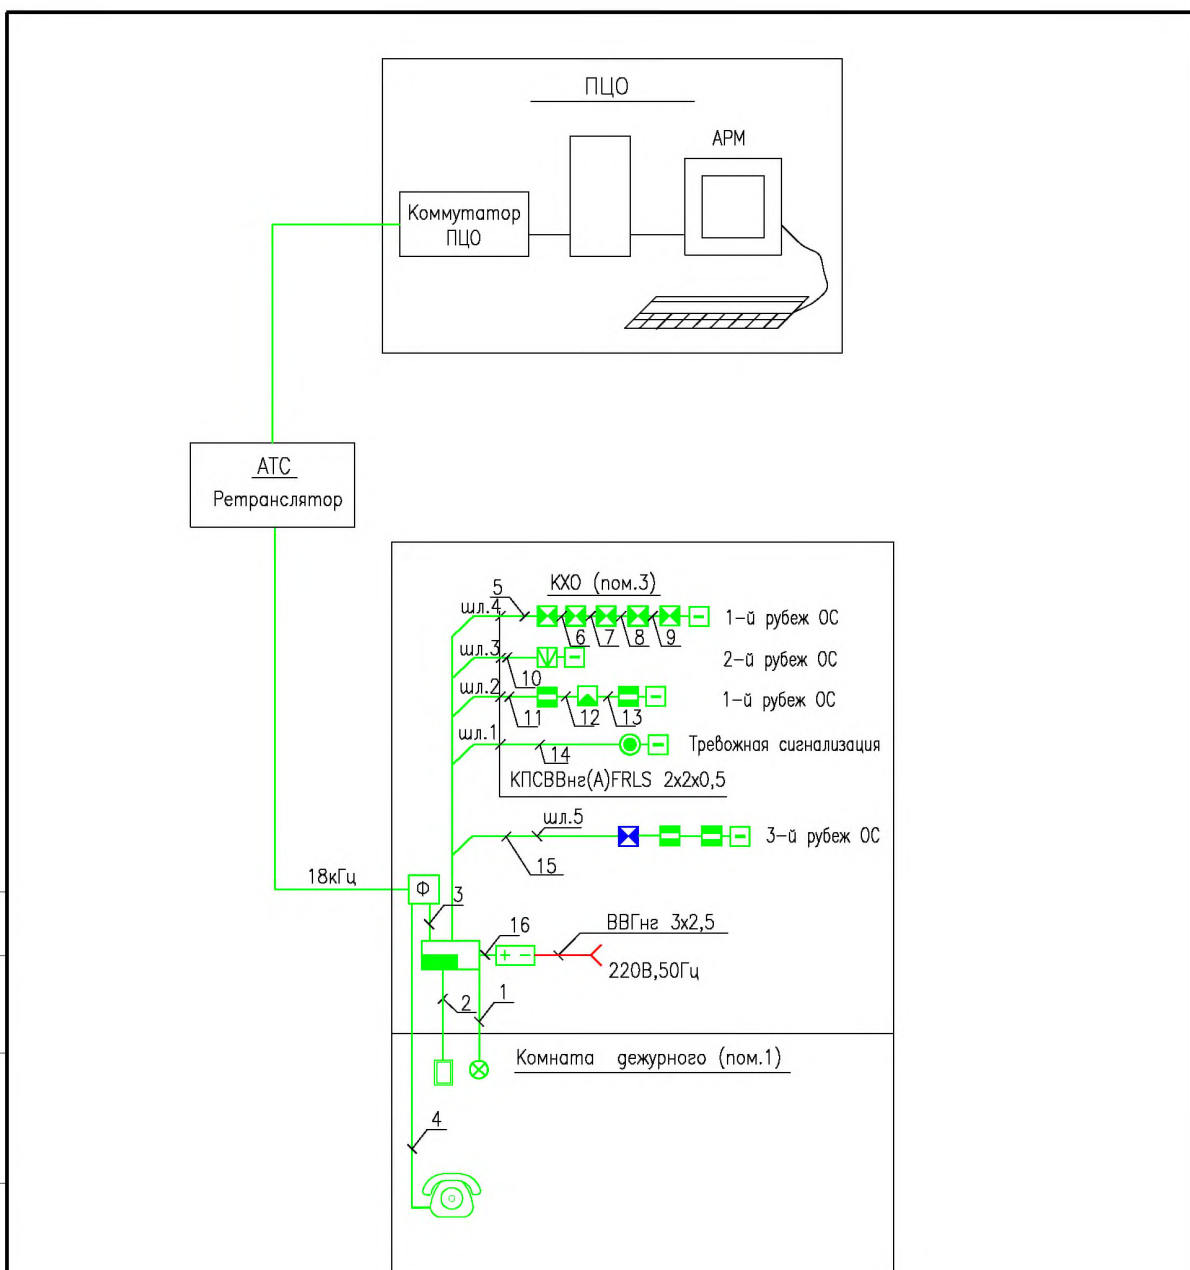 ПЦО
АРМ
Коммутатор
ПЦО
АТС
Ретранслятор
КХО (пом.3)
5
шл.4
1-й рубеж ОС
6
7
8
9
шл.3
2-й рубеж ОС
10
шл.2
1-й рубеж ОС
11
12
13
шл.1
Тревожная сигнализация
14
КПСВВнг(А)FRLS 2х2х0,5
шл.5
3-й рубеж ОС
15
18кГц
Ф
3
16
ВВГнг 3х2,5
+ -
220В,50Гц
2
1
Комната дежурного (пом.1)
4